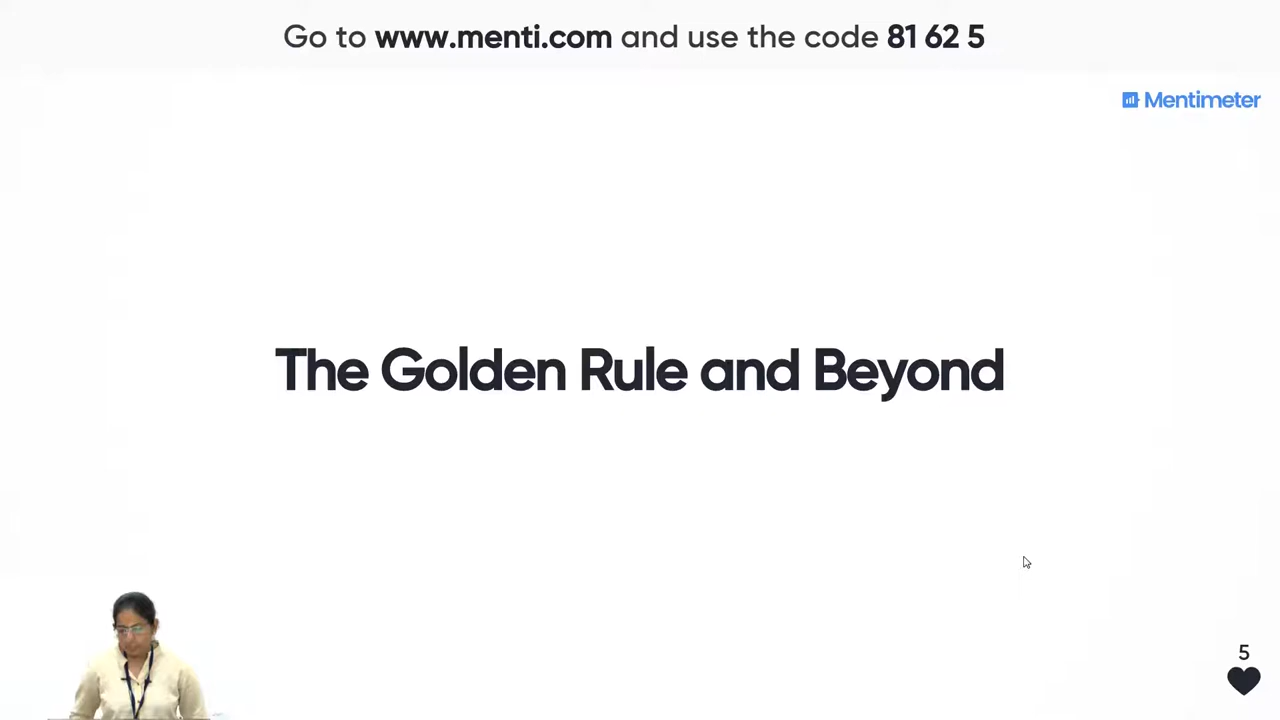 Go to www.menti.com and use the code 81 62 5
Mentimeter
The Golden Rule and Beyond
5